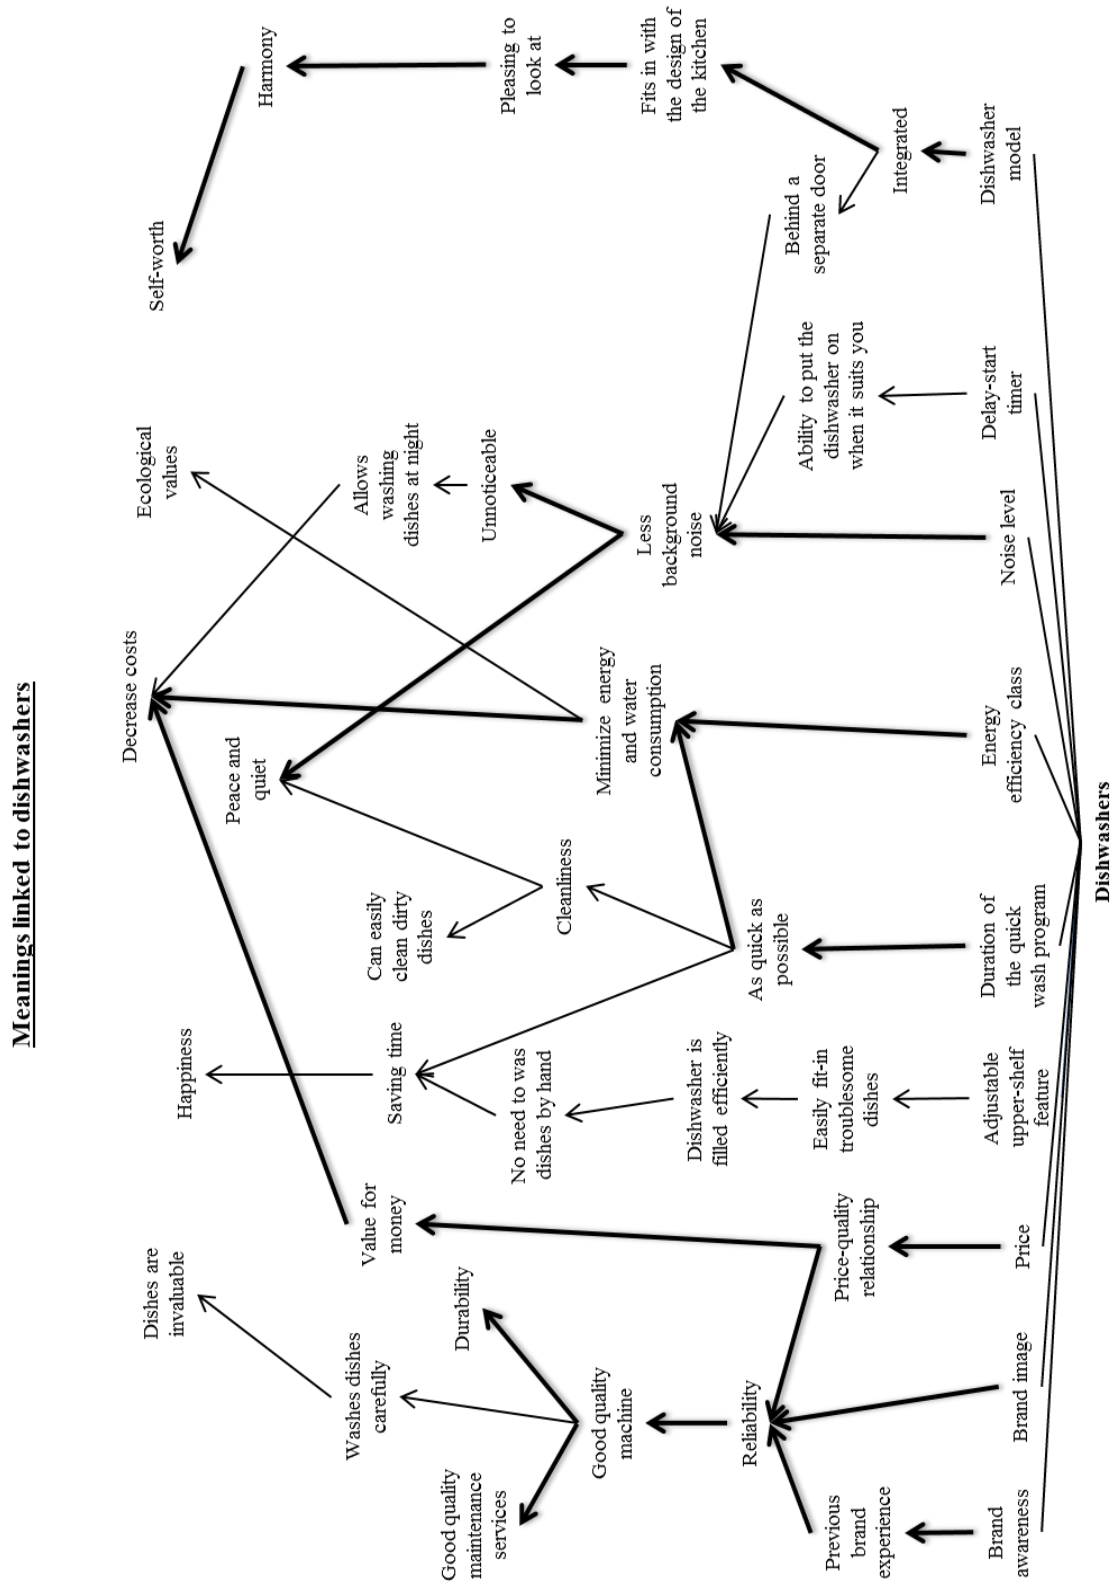 Meanings linked to dishwashers
Dishes are
invaluable
Happiness
Decrease costs
Ecological
values
Self-worth
Harmony
Peace and
quiet
Washes dishes
carefully
Value for
money
Saving time
Can easily
clean dirty
dishes
Allows
washing
dishes at night
Good quality
maintenance
services
Durability
No need to was
dishes by hand
Cleanliness
Unnoticeable
Pleasing to
look at
Good quality
machine
Minimize energy
and water
consumption
Less
background
noise
Fits in with
the design of
the kitchen
Reliability
Dishwasher is
filled efficiently
As quick as
possible
Behind a
separate door
Previous
brand
experience
Price-quality
relationship
Easily fit-in
troublesome
dishes
Ability to put the
dishwasher on
when it suits you
Integrated
Brand
awareness
Brand image
Price
Adjustable
upper-shelf
feature
Duration of
the quick
wash program
Energy
efficiency class
Noise level
Delay-start
timer
Dishwasher
model
Dishwashers